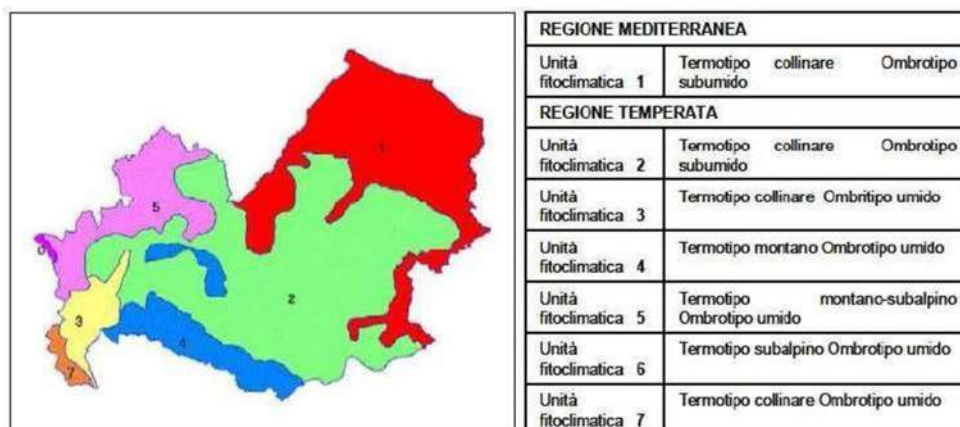 1
5
6
2
3
4
7
REGIONE MEDITERRANEA
Unità fitoclimatica 1
Termotipo collinare Ombrotipo subumido
REGIONE TEMPERATA
Unità fitoclimatica 2
Termotipo collinare Ombrotipo subumido
Unità fitoclimatica 3
Termotipo collinare Ombritipo umido
Unità fitoclimatica 4
Termotipo montano Ombrotipo umido
Unità fitoclimatica 5
Termotipo montano-subalpino Ombrotipo umido
Unità fitoclimatica 6
Termotipo subalpino Ombrotipo umido
Unità fitoclimatica 7
Termotipo collinare Ombrotipo umido